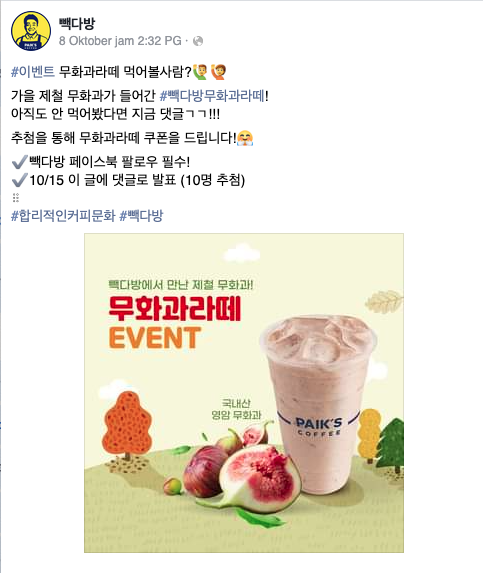 빽다방
8 Oktober jam 2:32 PG ·
#이벤트 무화과라떼 먹어볼사람?🙋‍♂️🙋
가을 제철 무화과가 들어간 #빽다방무화과라떼!
아직도 안 먹어봤다면 지금 댓글ㄱㄱ!!!
추첨을 통해 무화과라떼 쿠폰을 드립니다!🤗
✔️빽다방 페이스북 팔로우 필수!
✔️10/15 이 글에 댓글로 발표 (10명 추첨)
⠿
#합리적인커피문화 #빽다방
빽다방에서 만난 제철 무화과!
무화과라떼
EVENT
국내산
영암 무화과
PAIK'S
COFFEE